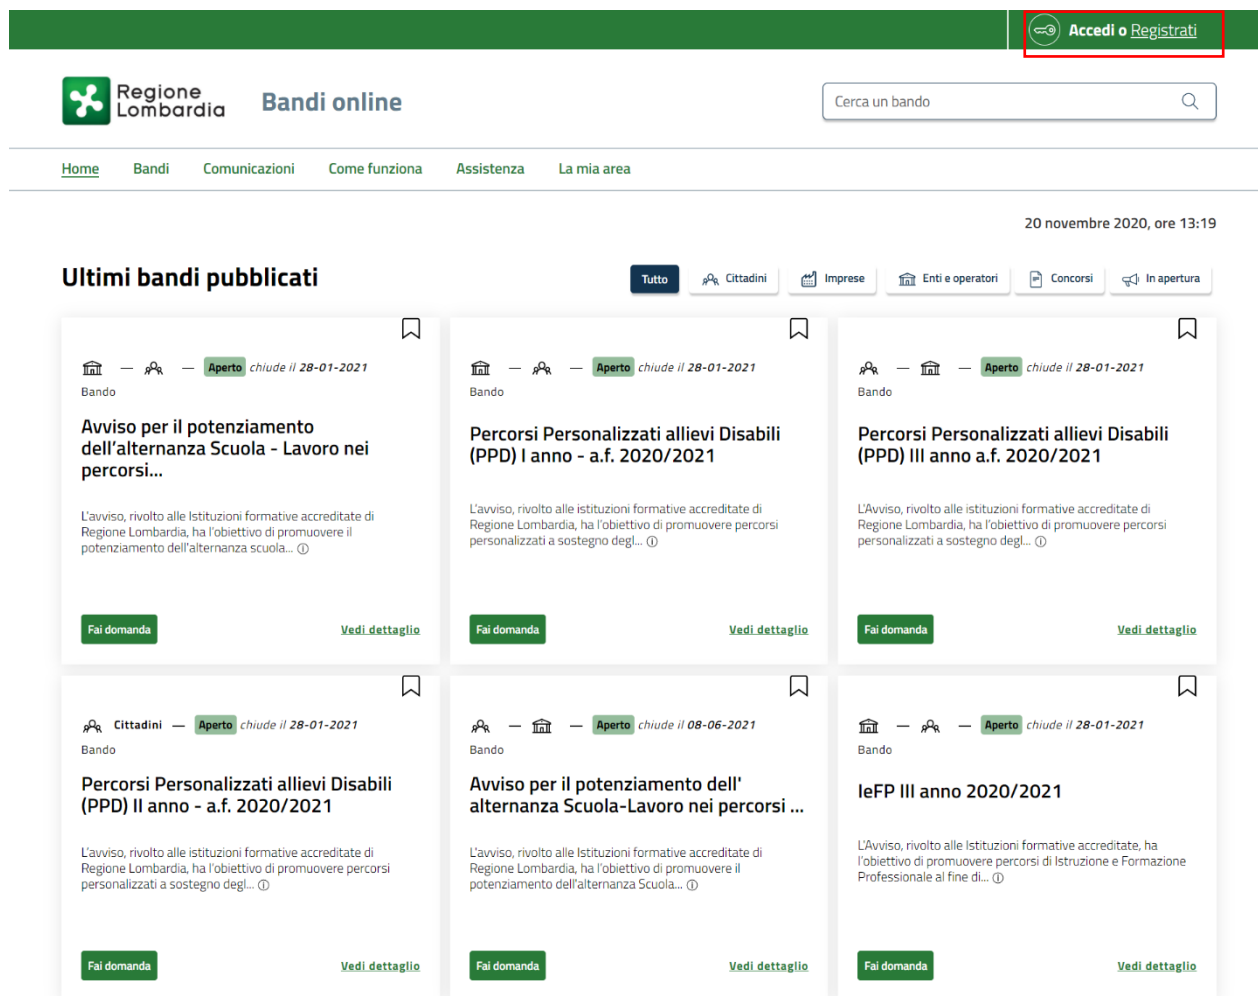 Accedi o Registrati
Regione
Lombardia
Bandi online
Cerca un bando
Home Bandi Comunicazioni Come funziona Assistenza La mia area
20 novembre 2020, ore 13:19
Ultimi bandi pubblicati
Tutto Cittadini Imprese Enti e operatori Concorsi In apertura
— — Aperto chiude il 28-01-2021
Bando
Avviso per il potenziamento
dell'alternanza Scuola - Lavoro nei
percorsi...
L'avviso, rivolto alle Istituzioni formative accreditate di
Regione Lombardia, ha l'obiettivo di promuovere il
potenziamento dell'alternanza scuola...
Fai domanda Vedi dettaglio
— — Aperto chiude il 28-01-2021
Bando
Percorsi Personalizzati allievi Disabili
(PPD) I anno - a.f. 2020/2021
L'avviso, rivolto alle istituzioni formative accreditate di
Regione Lombardia, ha l'obiettivo di promuovere percorsi
personalizzati a sostegno degl...
Fai domanda Vedi dettaglio
— — Aperto chiude il 28-01-2021
Bando
Percorsi Personalizzati allievi Disabili
(PPD) III anno a.f. 2020/2021
L'Avviso, rivolto alle istituzioni formative accreditate di
Regione Lombardia, ha l'obiettivo di promuovere percorsi
personalizzati a sostegno degl...
Fai domanda Vedi dettaglio
Cittadini — Aperto chiude il 28-01-2021
Bando
Percorsi Personalizzati allievi Disabili
(PPD) II anno - a.f. 2020/2021
L'avviso, rivolto alle istituzioni formative accreditate di
Regione Lombardia, ha l'obiettivo di promuovere percorsi
personalizzati a sostegno degl...
Fai domanda Vedi dettaglio
— — Aperto chiude il 08-06-2021
Bando
Avviso per il potenziamento dell'
alternanza Scuola-Lavoro nei percorsi ...
L'avviso, rivolto alle Istituzioni formative accreditate di
Regione Lombardia, ha l'obiettivo di promuovere il
potenziamento dell'alternanza Scuola...
Fai domanda Vedi dettaglio
— — Aperto chiude il 28-01-2021
Bando
IeFP III anno 2020/2021
L'Avviso, rivolto alle Istituzioni formative accreditate, ha
l'obiettivo di promuovere percorsi di Istruzione e Formazione
Professionale al fine di...
Fai domanda Vedi dettaglio